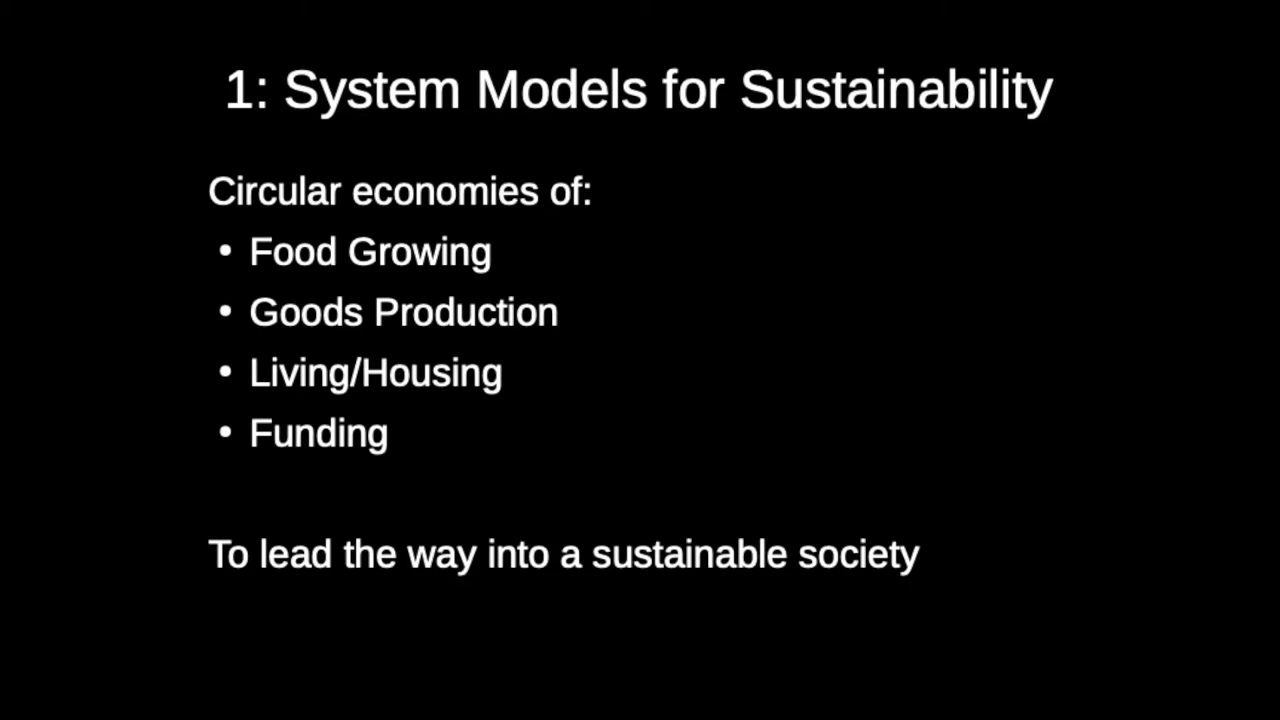 1: System Models for Sustainability
Circular economies of:
• Food Growing
• Goods Production
• Living/Housing
• Funding
To lead the way into a sustainable society